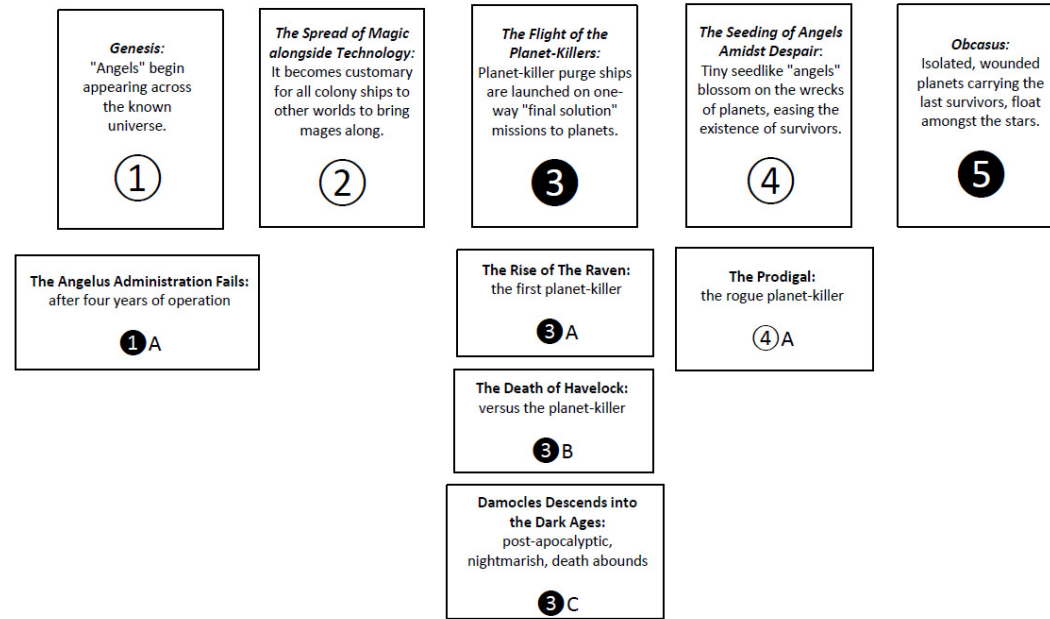 Genesis:
"Angels" begin
appearing across
the known
universe.
1
The Spread of Magic
alongside Technology:
It becomes customary
for all colony ships to
other worlds to bring
mages along.
2
The Flight of the
Planet-Killers:
Planet-killer purge ships
are launched on one-
way "final solution"
missions to planets.
3
The Seeding of Angels
Amidst Despair:
Tiny seedlike "angels"
blossom on the wrecks
of planets, easing the
existence of survivors.
4
Obcasus:
Isolated, wounded
planets carrying the
last survivors, float
amongst the stars.
5
The Angelus Administration Fails:
after four years of operation
1 A
The Rise of The Raven:
the first planet-killer
3 A
The Death of Havelock:
versus the planet-killer
3 B
Damocles Descends into
the Dark Ages:
post-apocalyptic,
nightmarish, death abounds
3 C
The Prodigal:
the rogue planet-killer
4 A